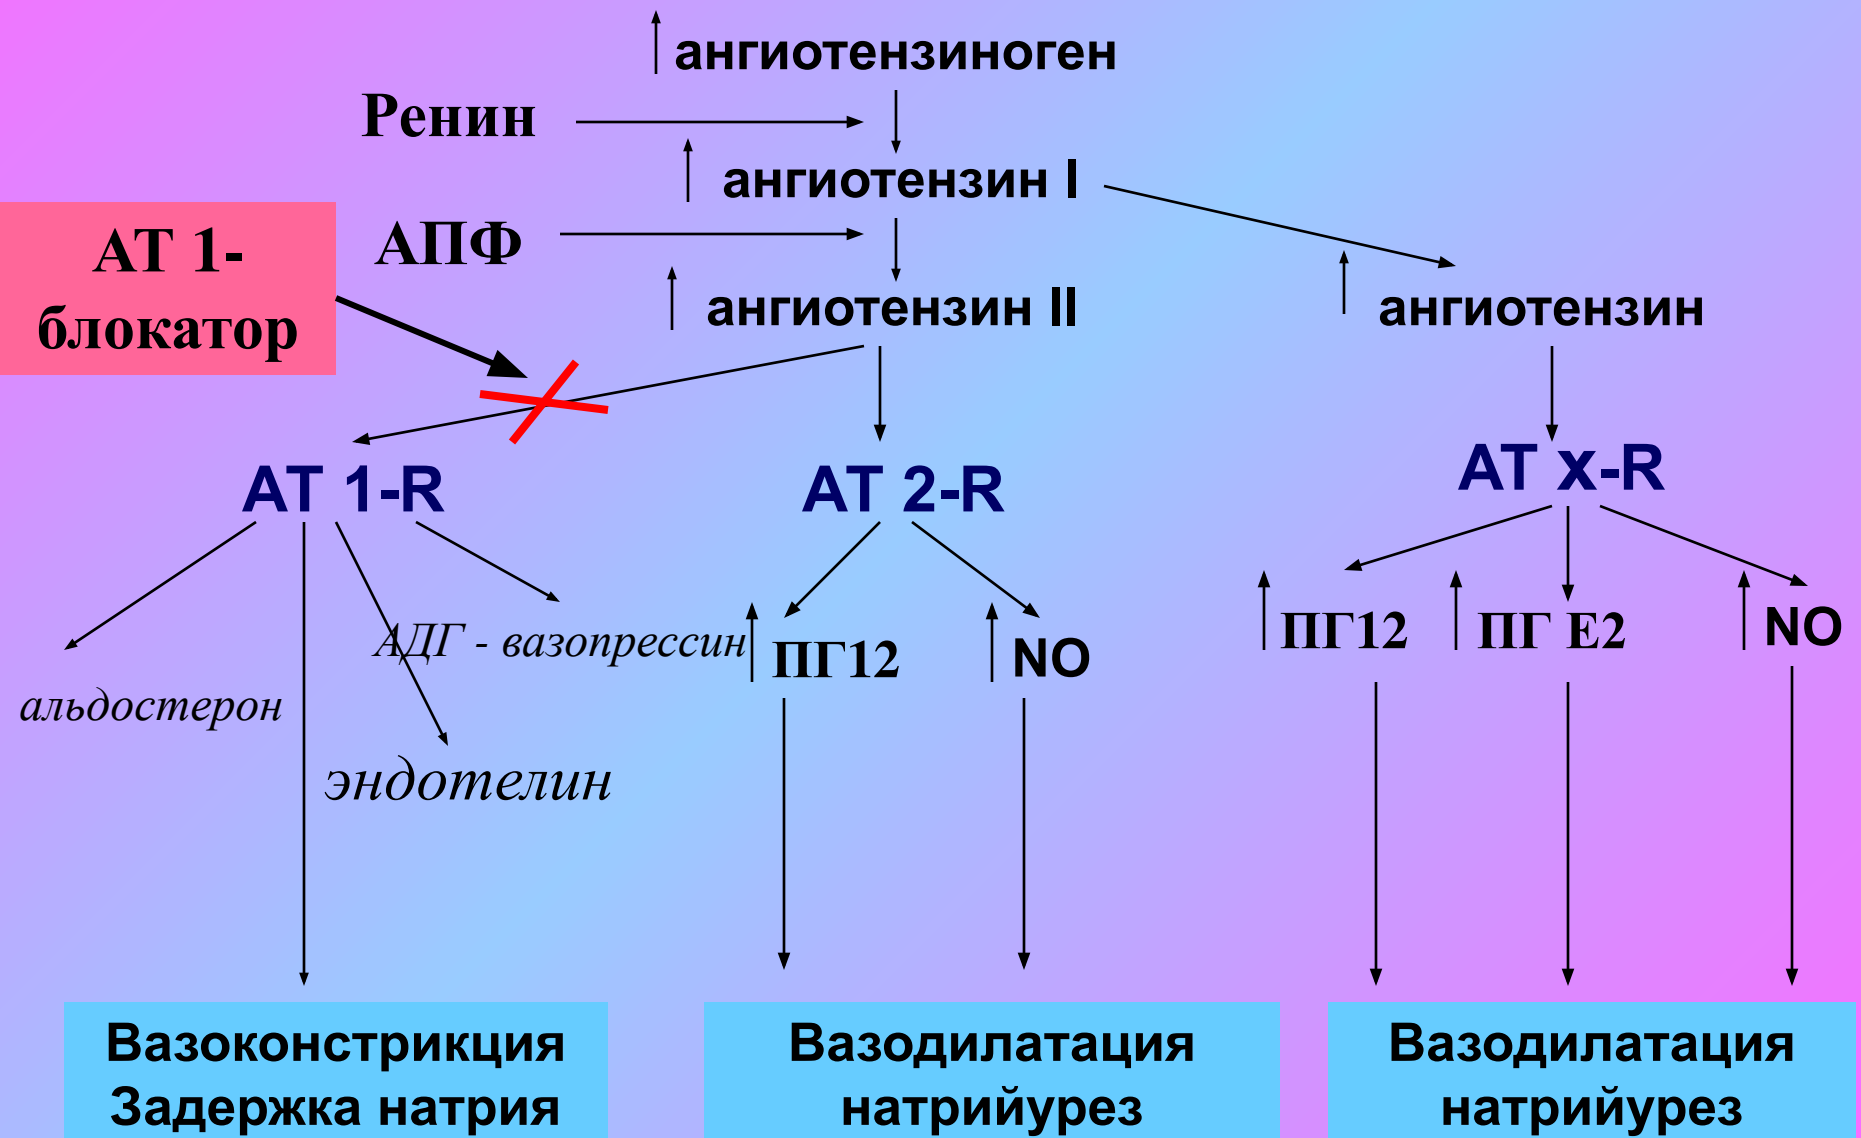 ангиотензиноген
Ренин
ангиотензин I
АТ 1-
блокатор
АПФ
ангиотензин II
ангиотензин
АТ 1-R
АТ 2-R
АТ х-R
АДГ - вазопрессин
ПГ12
NO
ПГ12
ПГ Е2
NO
альдостерон
эндотелин
Вазоконстрикция
Задержка натрия
Вазодилатация
натрийурез
Вазодилатация
натрийурез